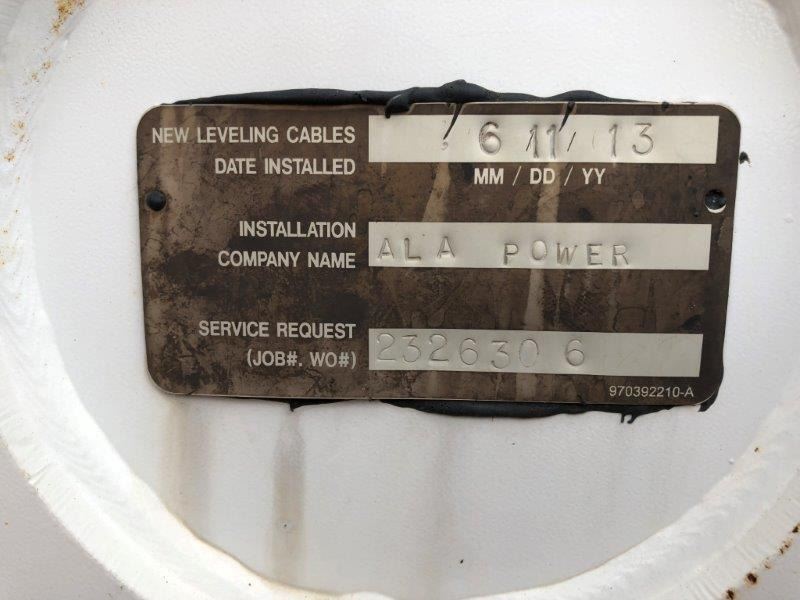 NEW LEVELING CABLES
DATE INSTALLED
6 11/ 13
MM / DD / YY
INSTALLATION
COMPANY NAME
ALA POWER
SERVICE REQUEST
(JOB#. WO#)
2326306
970392210-A